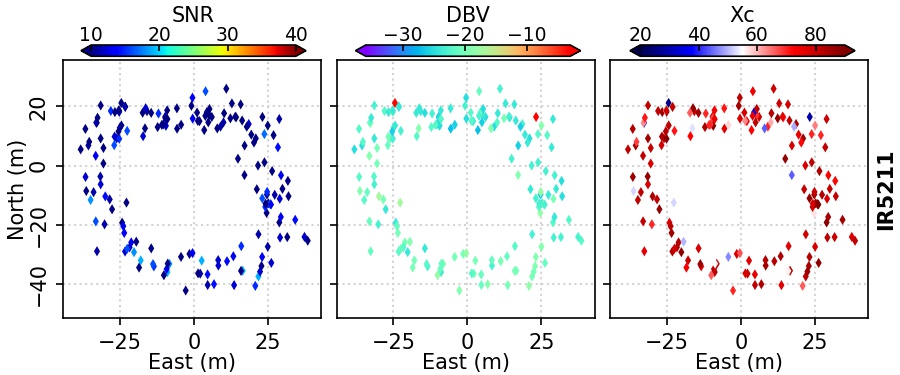 SNR DBV Xc
10 20 30 40 −30 −20 −10 20 40 60 80
20
0
−20
−40
North (m)
−25 0 25 −25 0 25 −25 0 25
East (m) East (m) East (m)
IR5211